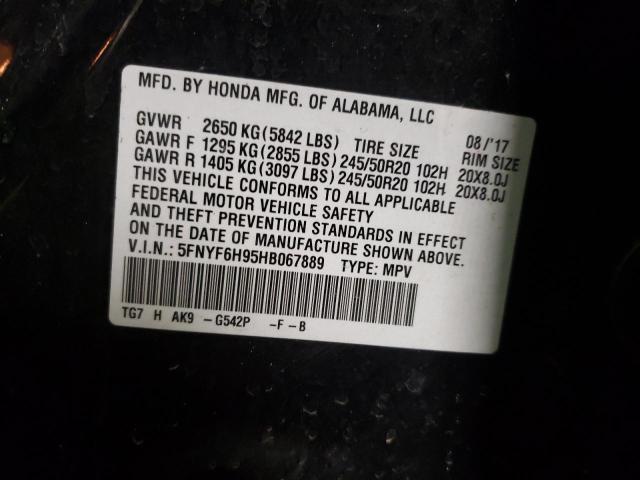 MFD. BY HONDA MFG. OF ALABAMA, LLC 08/'17
GVWR 2650 KG(5842 LBS) TIRE SIZE RIM SIZE
GAWR F 1295 KG(2855 LBS) 245/50R20 102H 20X8.0J
GAWR R 1405 KG(3097 LBS) 245/50R20 102H 20X8.0J
THIS VEHICLE CONFORMS TO ALL APPLICABLE
FEDERAL MOTOR VEHICLE SAFETY
AND THEFT PREVENTION STANDARDS IN EFFECT
ON THE DATE OF MANUFACTURE SHOWN ABOVE.
V.I.N.: 5FNYF6H95HB067889 TYPE: MPV
TG7 H AK9 -G542P -F-B